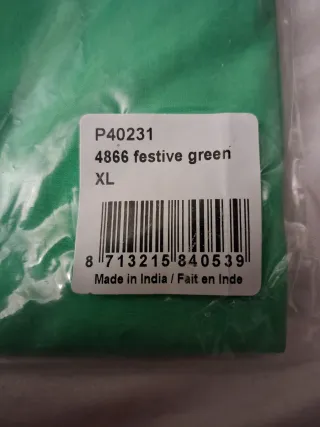 P40231
4866 festive green
XL
8 713215 840539
Made in India / Fait en Inde